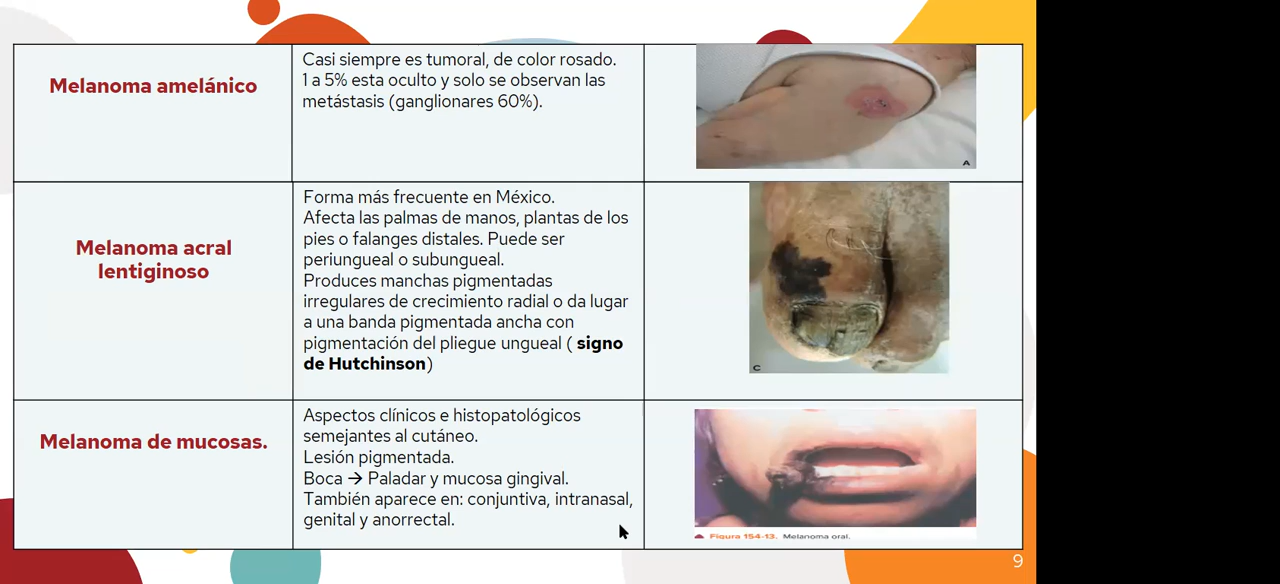 Melanoma amelánico
Casi siempre es tumoral, de color rosado.
1 a 5% esta oculto y solo se observan las
metástasis (ganglionares 60%).
A
Melanoma acral
lentiginoso
Forma más frecuente en México.
Afecta las palmas de manos, plantas de los
pies o falanges distales. Puede ser
periungueal o subungueal.
Produces manchas pigmentadas
irregulares de crecimiento radial o da lugar
a una banda pigmentada ancha con
pigmentación del pliegue ungueal ( signo
de Hutchinson)
C
Melanoma de mucosas.
Aspectos clínicos e histopatológicos
semejantes al cutáneo.
Lesión pigmentada.
Boca → Paladar y mucosa gingival.
También aparece en: conjuntiva, intranasal,
genital y anorrectal.
Figura 154-13. Melanoma oral.
9